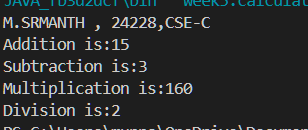 M.SRMANTH , 24228,CSE-C
Addition is:15
Subtraction is:3
Multiplication is:160
Division is:2